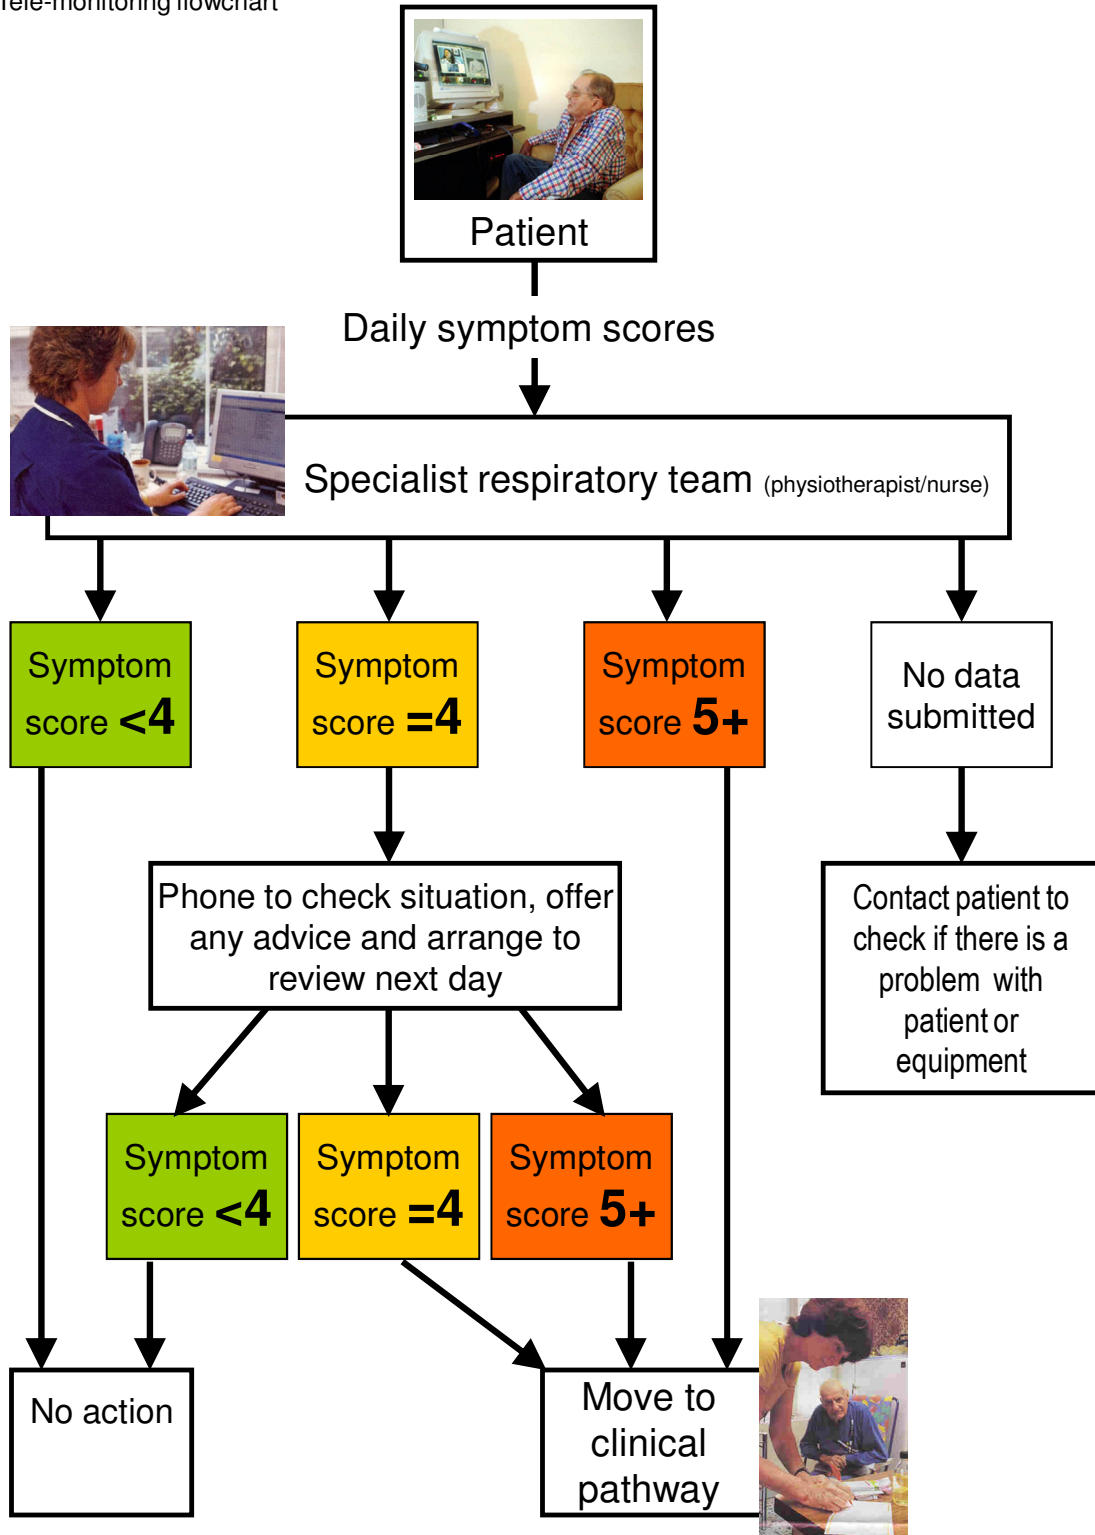 Tele-monitoring flowchart
Patient
Daily symptom scores
Specialist respiratory team (physiotherapist/nurse)
Symptom
score <4
Symptom
score =4
Symptom
score 5+
No data
submitted
Phone to check situation, offer
any advice and arrange to
review next day
Contact patient to
check if there is a
problem with
patient or
equipment
Symptom
score <4
Symptom
score =4
Symptom
score 5+
No action
Move to
clinical
pathway